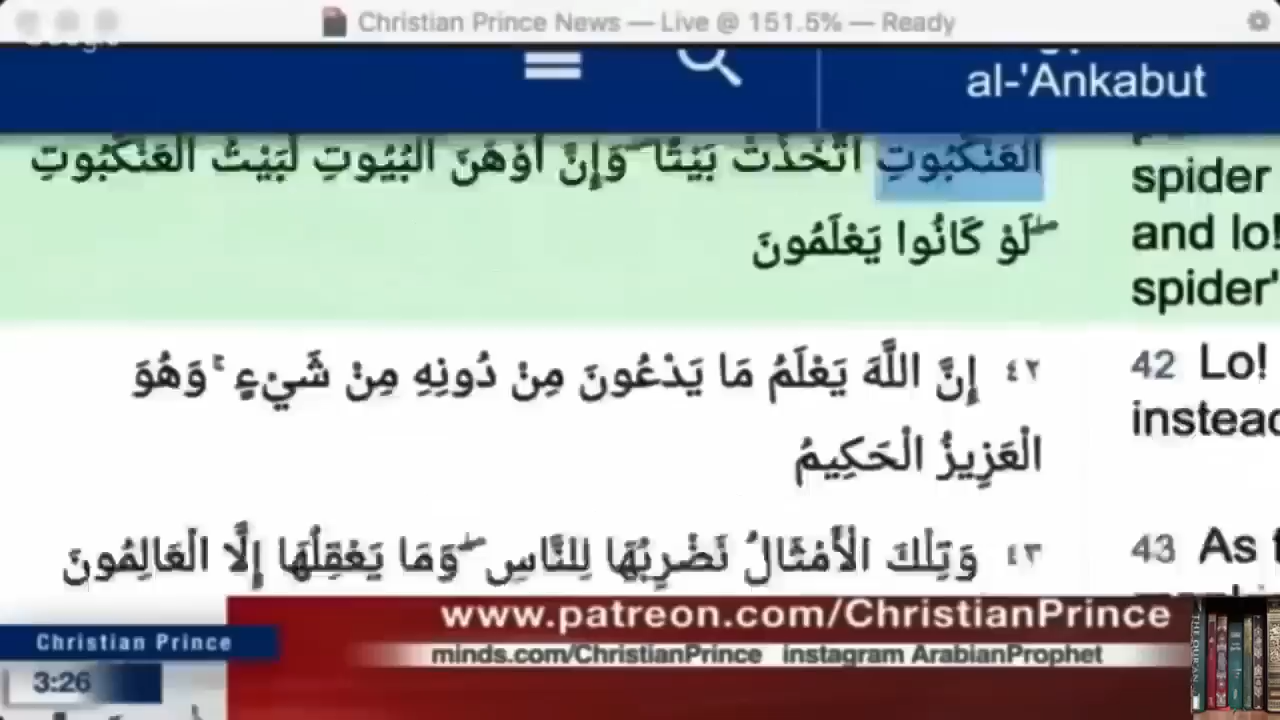 Christian Prince News — Live @ 151.5% — Ready
al-'Ankabut
الْعَنْكَبُوتِ اتَّخَذَتْ بَيْتًا ۖ وَإِنَّ أَوْهَنَ الْبُيُوتِ لَبَيْتُ الْعَنْكَبُوتِ
ۖ لَوْ كَانُوا يَعْلَمُونَ
spider
and lo!
spider'
٤٢ إِنَّ اللَّهَ يَعْلَمُ مَا يَدْعُونَ مِنْ دُونِهِ مِنْ شَيْءٍ ۚ وَهُوَ
الْعَزِيزُ الْحَكِيمُ
42 Lo!
instead
٤٣ وَتِلْكَ الْأَمْثَالُ نَضْرِبُهَا لِلنَّاسِ ۖ وَمَا يَعْقِلُهَا إِلَّا الْعَالِمُونَ
43 As
www.patreon.com/ChristianPrince
Christian Prince
minds.com/ChristianPrince instagram ArabianProphet
3:26
THE QURAN